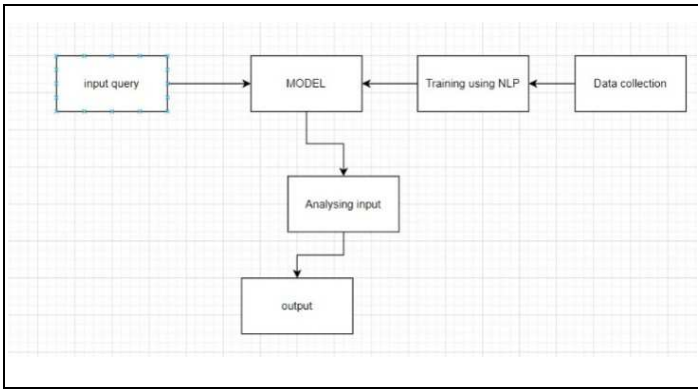 input query
MODEL
Training using NLP
Data collection
Analysing input
output